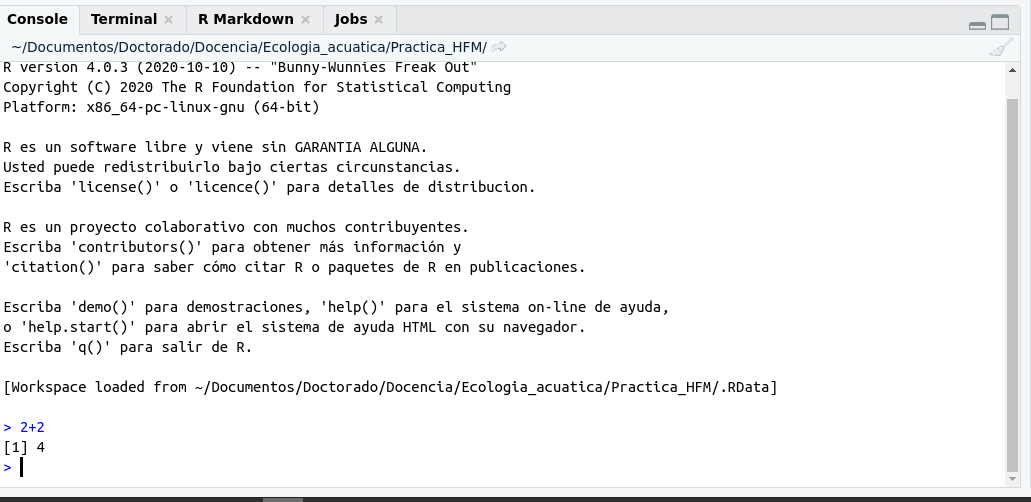 Console Terminal × R Markdown × Jobs ×
~/Documentos/Doctorado/Docencia/Ecologia_acuatica/Practica_HFM/
R version 4.0.3 (2020-10-10) -- "Bunny-Wunnies Freak Out"
Copyright (C) 2020 The R Foundation for Statistical Computing
Platform: x86_64-pc-linux-gnu (64-bit)
R es un software libre y viene sin GARANTIA ALGUNA.
Usted puede redistribuirlo bajo ciertas circunstancias.
Escriba 'license()' o 'licence()' para detalles de distribucion.
R es un proyecto colaborativo con muchos contribuyentes.
Escriba 'contributors()' para obtener más información y
'citation()' para saber cómo citar R o paquetes de R en publicaciones.
Escriba 'demo()' para demostraciones, 'help()' para el sistema on-line de ayuda,
o 'help.start()' para abrir el sistema de ayuda HTML con su navegador.
Escriba 'q()' para salir de R.
[Workspace loaded from ~/Documentos/Doctorado/Docencia/Ecologia_acuatica/Practica_HFM/.RData]
> 2+2
[1] 4
>